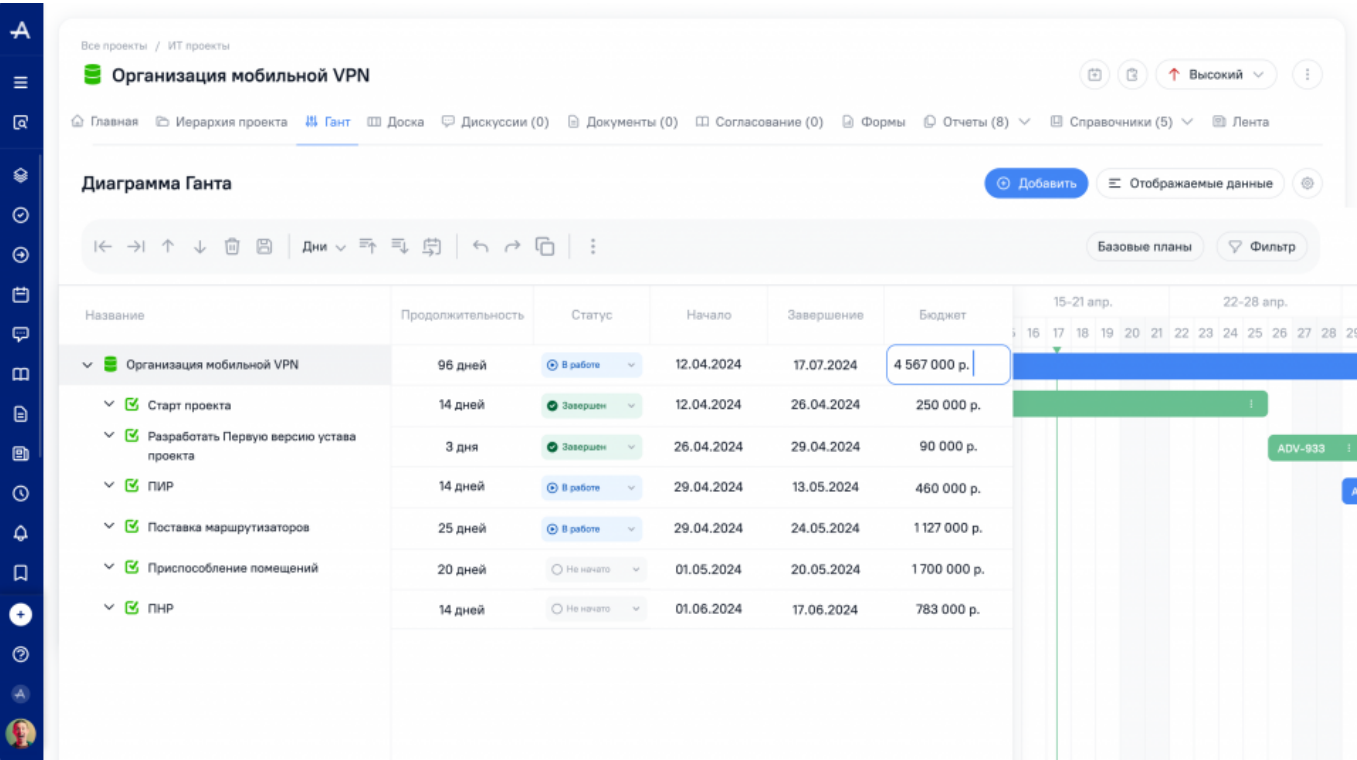 Все проекты / ИТ проекты
Организация мобильной VPN
Высокий
Главная Иерархия проекта Гант Доска Дискуссии (0) Документы (0) Согласование (0) Формы Отчеты (8) Справочники (5) Лента
Диаграмма Ганта
Добавить Отображаемые данные
Дни Базовые планы Фильтр
Название Продолжительность Статус Начало Завершение Бюджет
15-21 апр. 22-28 апр.
16 17 18 19 20 21 22 23 24 25 26 27 28 29
Организация мобильной VPN 96 дней В работе 12.04.2024 17.07.2024 4 567 000 р.
Старт проекта 14 дней Завершен 12.04.2024 26.04.2024 250 000 р.
Разработать Первую версию устава
проекта
3 дня Завершен 26.04.2024 29.04.2024 90 000 р. ADV-933
ПИР 14 дней В работе 29.04.2024 13.05.2024 460 000 р.
Поставка маршрутизаторов 25 дней В работе 29.04.2024 24.05.2024 1 127 000 р.
Приспособление помещений 20 дней Не начато 01.05.2024 20.05.2024 1 700 000 р.
ПНР 14 дней Не начато 01.06.2024 17.06.2024 783 000 р.